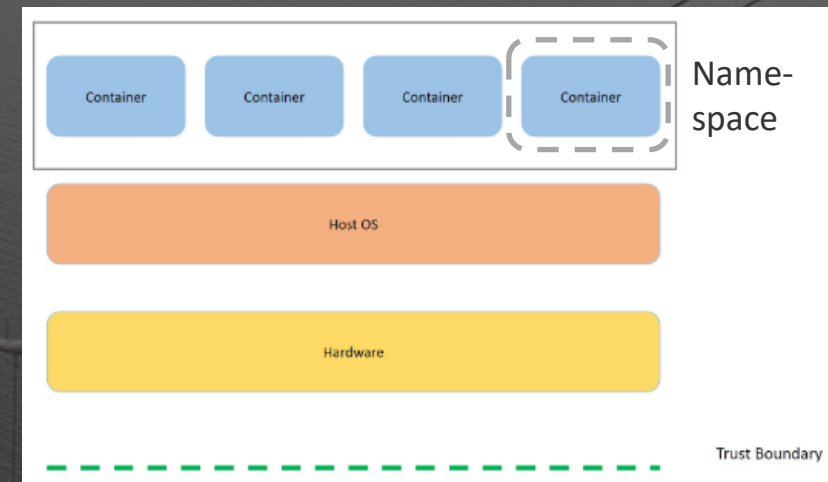 Container
Container
Container
Container
Name-
space
Host OS
Hardware
Trust Boundary